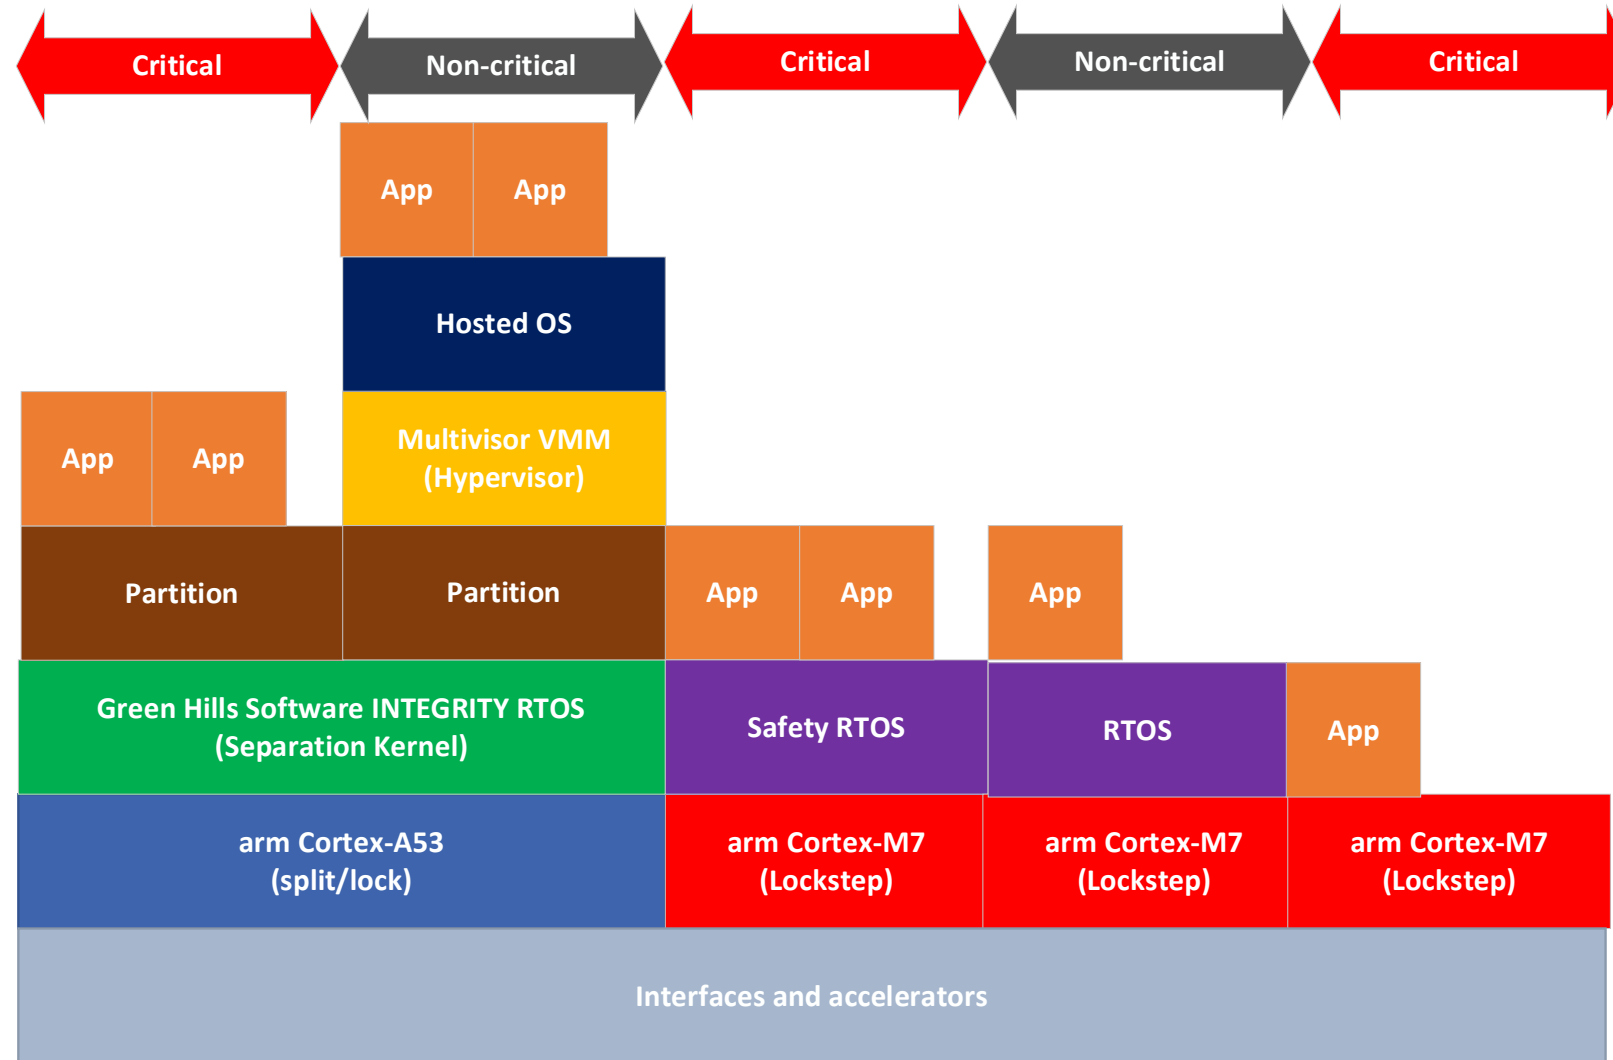 Critical
Non-critical
Critical
Non-critical
Critical
App
App
Hosted OS
App
App
Multivisor VMM
(Hypervisor)
Partition
Partition
App
App
App
Green Hills Software INTEGRITY RTOS
(Separation Kernel)
Safety RTOS
RTOS
App
arm Cortex-A53
(split/lock)
arm Cortex-M7
(Lockstep)
arm Cortex-M7
(Lockstep)
arm Cortex-M7
(Lockstep)
Interfaces and accelerators